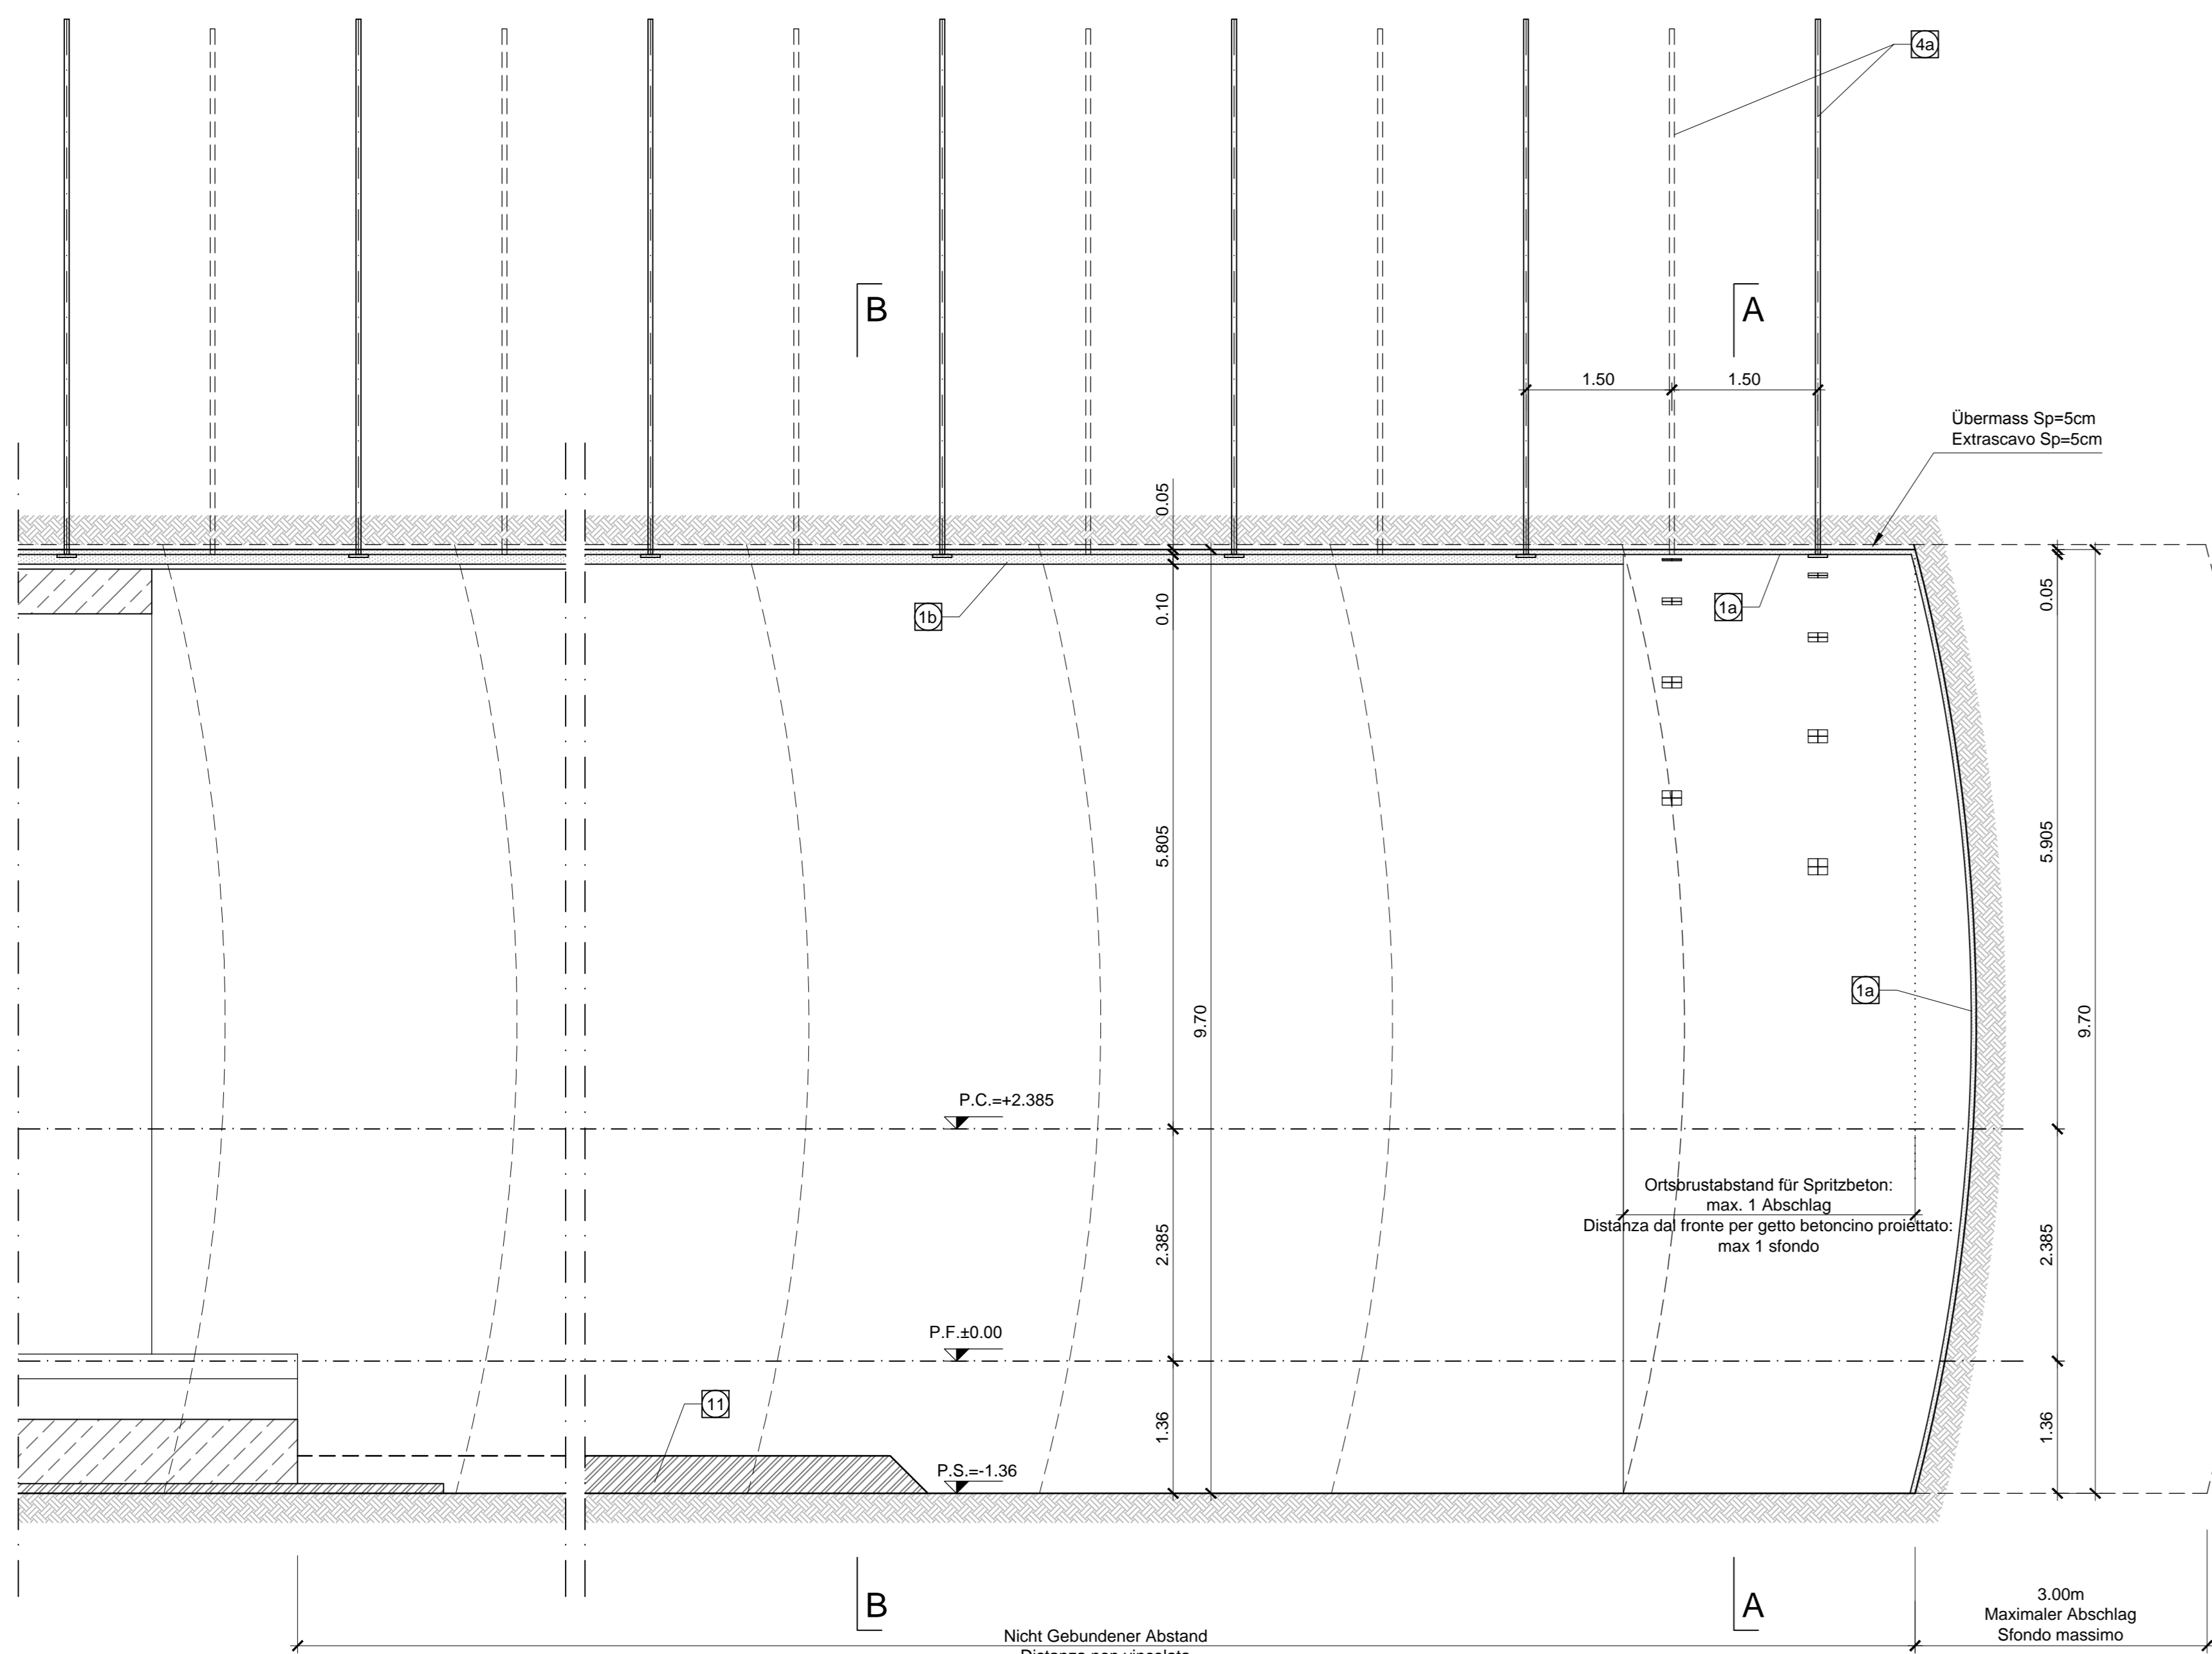 4a
B
A
1.50
1.50
Übermass Sp=5cm
Extrascavo Sp=5cm
0.05
1b
1a
0.10
0.05
5.805
5.905
9.70
1a
9.70
P.C.=+2.385
Ortsbrustabstand für Spritzbeton:
max. 1 Abschlag
Distanza dal fronte per getto betoncino proiettato:
max 1 sfondo
2.385
2.385
P.F.±0.00
11
1.36
1.36
P.S.=-1.36
B
A
3.00m
Maximaler Abschlag
Sfondo massimo
Nicht Gebundener Abstand